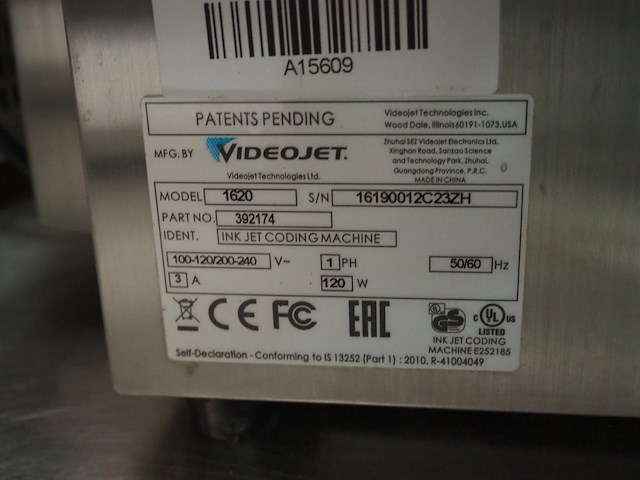 A15609
PATENTS PENDING
Videojet Technologies Inc.
Wood Dale, Illinois 60191-1073, USA
MFG. BY VIDEOJET.
Videojet Technologies Ltd.
Zhuhai SEZ Videojet Electronics Ltd.
Xinghan Road, Sanzao Science
and Technology Park, Zhuhai,
Guangdong Province, P.R.C.
MADE IN CHINA
MODEL 1620 S/N 16190012C23ZH
PART NO. 392174
IDENT. INK JET CODING MACHINE
100-120/200-240 V~ 1 PH 50/60 Hz
3 A 120 W
CE FC EAC GS c UL us
LISTED
INK JET CODING
MACHINE E252185
Self-Declaration - Conforming to IS 13252 (Part 1) : 2010, R-41004049